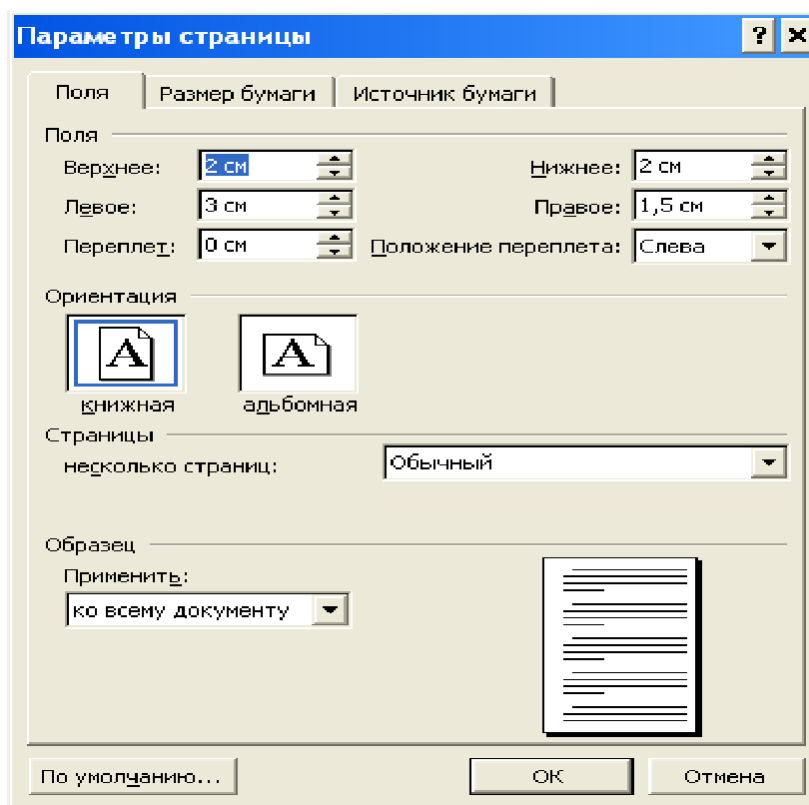 Параметры страницы ? ×
Поля Размер бумаги Источник бумаги
Поля
Верхнее: 2 см Нижнее: 2 см
Левое: 3 см Правое: 1,5 см
Переплет: 0 см Положение переплета: Слева
Ориентация
A A
книжная альбомная
Страницы
несколько страниц: Обычный
Образец
Применить:
ко всему документу
По умолчанию... ОК Отмена